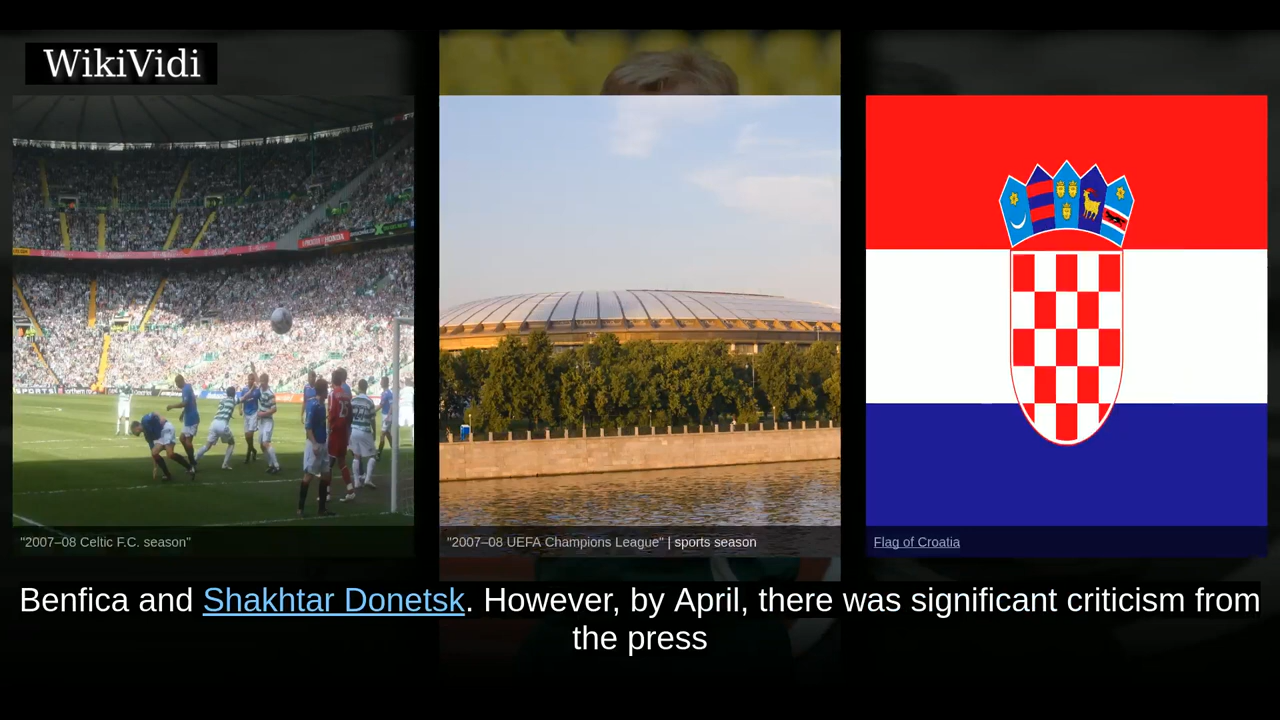 WikiVidi
"2007–08 Celtic F.C. season"
"2007–08 UEFA Champions League" | sports season
Flag of Croatia
Benfica and Shakhtar Donetsk. However, by April, there was significant criticism from
the press